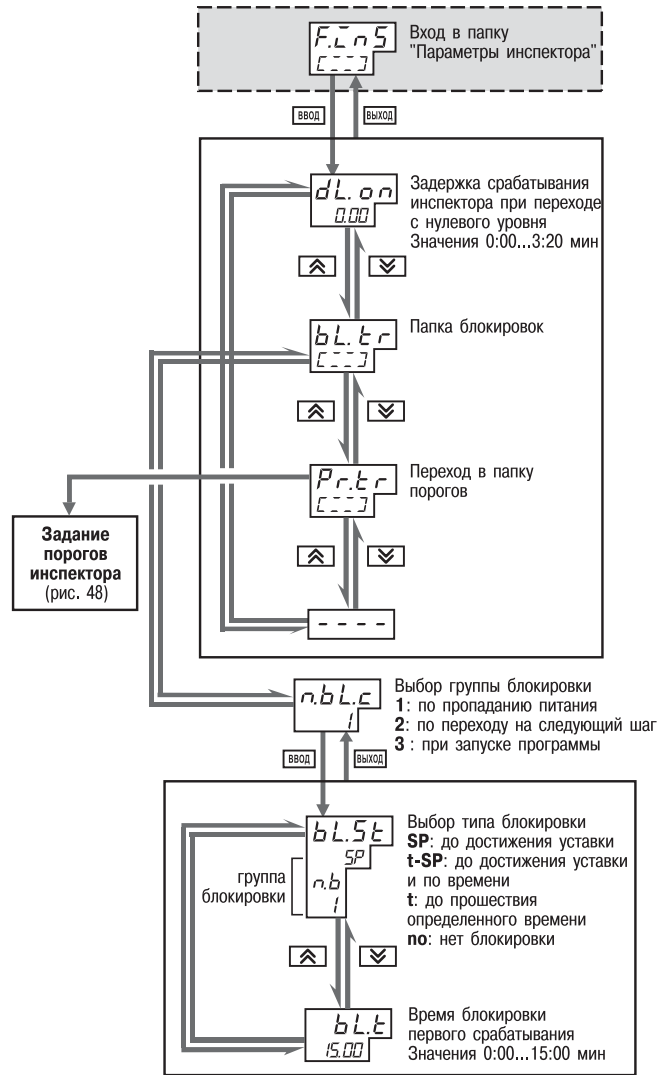 F.inS
[---]
Вход в папку
"Параметры инспектора"
ВВОД
ВЫХОД
dL.on
0.00
Задержка срабатывания
инспектора при переходе
с нулевого уровня
Значения 0:00...3:20 мин
bL.tr
[---]
Папка блокировок
Pr.tr
[---]
Переход в папку
порогов
Задание
порогов
инспектора
(рис. 48)
- - - -
n.bL.c
1
Выбор группы блокировки
1: по пропаданию питания
2: по переходу на следующий шаг
3 : при запуске программы
ВВОД
ВЫХОД
bL.St
SP
n.b
1
группа
блокировки
Выбор типа блокировки
SP: до достижения уставки
t-SP: до достижения уставки
и по времени
t: до прошествия
определенного времени
no: нет блокировки
bL.t
15.00
Время блокировки
первого срабатывания
Значения 0:00...15:00 мин